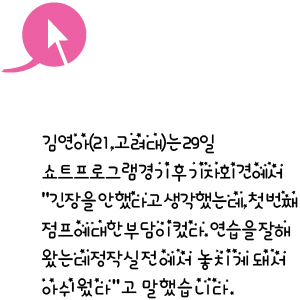 김연아(21,고려대)는29일
쇼트프로그램경기후기자회견에서
"긴장을안했다고생각했는데,첫번째
점프에대한부담이컸다.연습을잘해
왔는데정작실전에서 놓치게돼서
아쉬웠다"고 말했습니다.